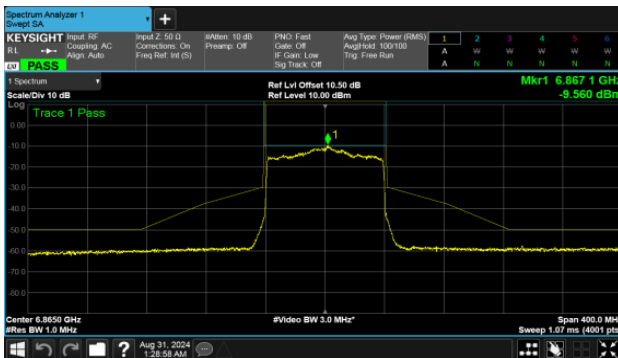 Spectrum Analyzer 1
Swept SA
+
KEYSIGHT Input: RF Input Z: 50 Ω #Atten: 10 dB PNO: Fast Avg Type: Power (RMS) 1 2 3 4 5 6
RL Coupling: AC Corrections: On Preamp: Off Gate: Off Avg|Hold: 100/100 A W W W W W
Align: Auto Freq Ref: Int (S) IF Gain: Low Trig: Free Run
LXI PASS Sig Track: Off A N N N N N
1 Spectrum Ref Lvl Offset 10.50 dB Mkr1 6.867 1 GHz
Scale/Div 10 dB Ref Level 10.00 dBm -9.560 dBm
Log Trace 1 Pass
0.00
1
-10.0
-20.0
-30.0
-40.0
-50.0
-60.0
-70.0
-80.0
Center 6.8650 GHz #Video BW 3.0 MHz* Span 400.0 MH
#Res BW 1.0 MHz Sweep 1.07 ms (4001 pts
? Aug 31, 2024
1:28:58 AM